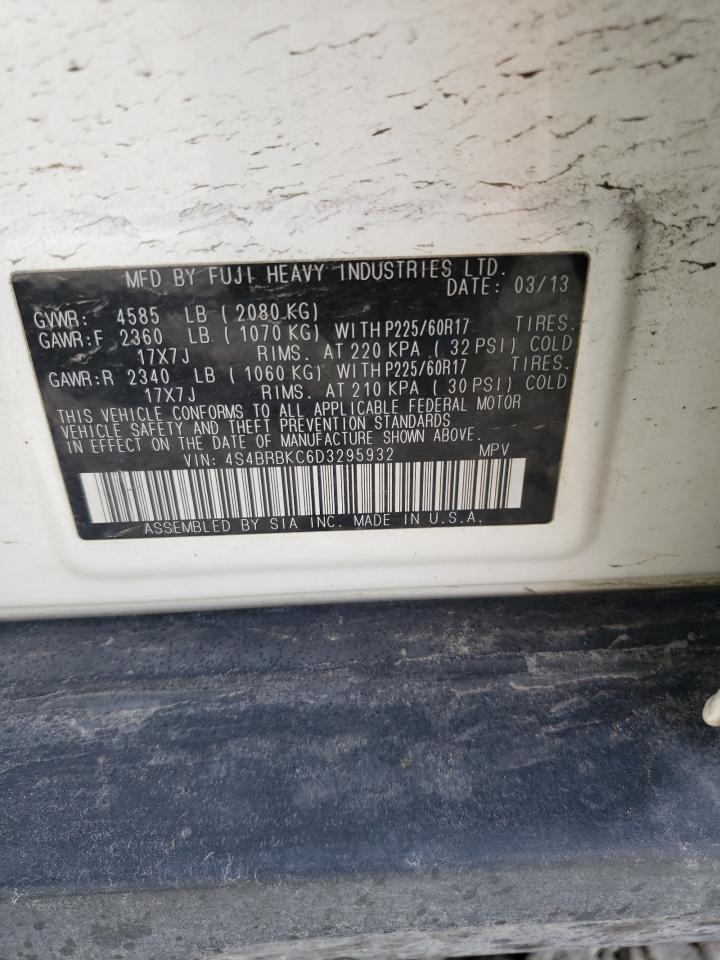 MFD BY FUJI HEAVY INDUSTRIES LTD.
DATE: 03/13
GVWR: 4585 LB (2080 KG)
GAWR:F 2360 LB (1070 KG) WITH P225/60R17 TIRES.
17X7J RIMS. AT 220 KPA (32 PSI) COLD
GAWR:R 2340 LB (1060 KG) WITH P225/60R17 TIRES.
17X7J RIMS. AT 210 KPA (30 PSI) COLD
THIS VEHICLE CONFORMS TO ALL APPLICABLE FEDERAL MOTOR
VEHICLE SAFETY AND THEFT PREVENTION STANDARDS
IN EFFECT ON THE DATE OF MANUFACTURE SHOWN ABOVE.
VIN: 4S4BRBKC6D3295932 MPV
ASSEMBLED BY SIA INC. MADE IN U.S.A.